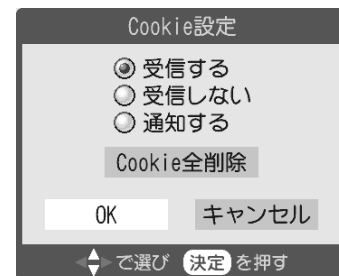 Cookie設定
受信する
受信しない
通知する
Cookie全削除
OK キャンセル
で選び 決定 を押す